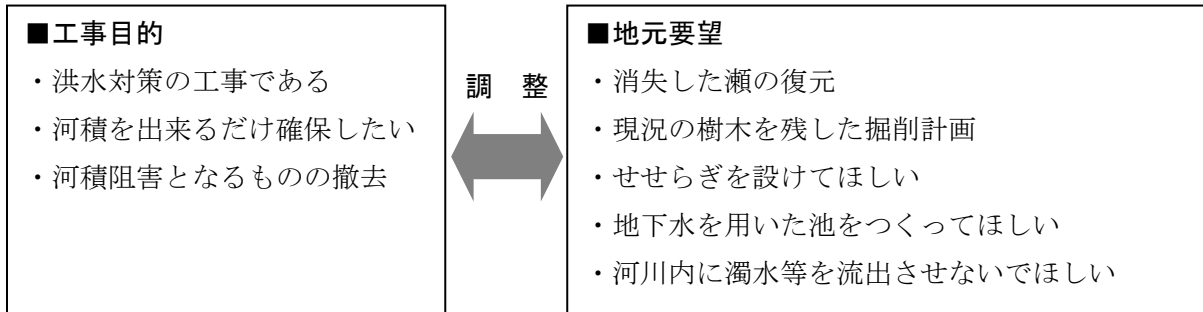 ■工事目的
・洪水対策の工事である
・河積を出来るだけ確保したい
・河積阻害となるものの撤去
調 整
■地元要望
・消失した瀬の復元
・現況の樹木を残した掘削計画
・せせらぎを設けてほしい
・地下水を用いた池をつくってほしい
・河川内に濁水等を流出させないでほしい